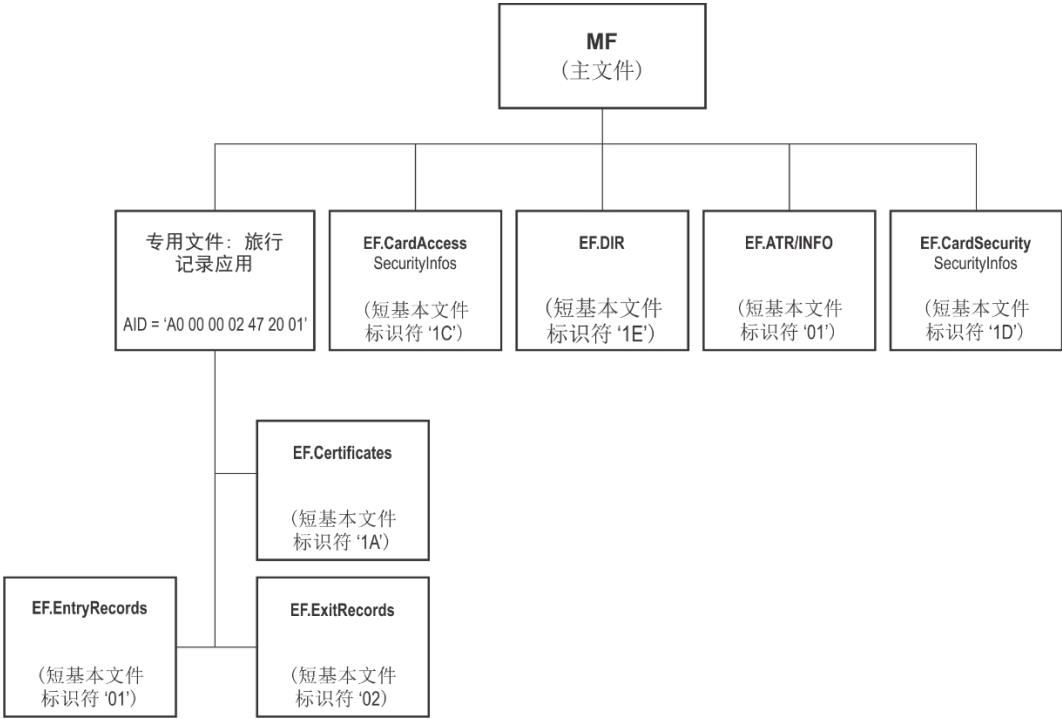 MF
(主文件)
专用文件：旅行
记录应用
AID = ‘A0 00 00 02 47 20 01’
EF.CardAccess
SecurityInfos
(短基本文件
标识符 ‘1C’)
EF.DIR
(短基本文件
标识符 ‘1E’)
EF.ATR/INFO
(短基本文件
标识符 ‘01’)
EF.CardSecurity
SecurityInfos
(短基本文件
标识符 ‘1D’)
EF.Certificates
(短基本文件
标识符 ‘1A’)
EF.EntryRecords
(短基本文件
标识符 ‘01’)
EF.ExitRecords
(短基本文件
标识符 ‘02)